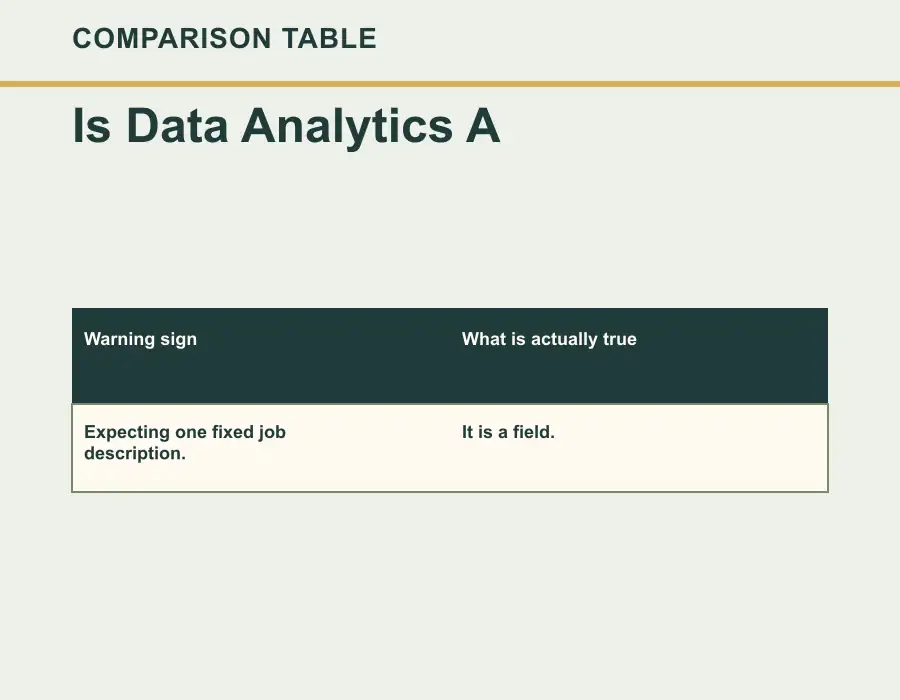 COMPARISON TABLE
Is Data Analytics A
Warning sign
What is actually true
Expecting one fixed job
description.
It is a field.